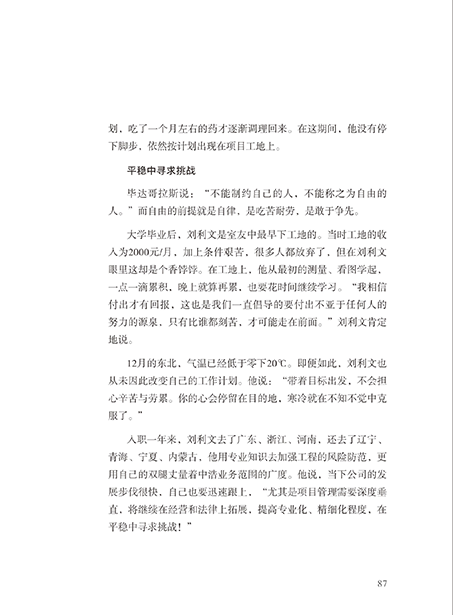 划，吃了一个月左右的药才逐渐调理回来。在这期间，他没有停
下脚步，依然按计划出现在项目工地上。
平稳中寻求挑战
毕达哥拉斯说：“不能制约自己的人，不能称之为自由的
人。”而自由的前提就是自律，是吃苦耐劳，是敢于争先。
大学毕业后，刘利文是室友中最早下工地的。当时工地的收
入为2000元/月，加上条件艰苦，很多人都放弃了，但在刘利文
眼里这却是个香饽饽。在工地上，他从最初的测量、看图学起，
一点一滴累积，晚上就算再累，也要花时间继续学习。“我相信
付出才有回报，这也是我们一直倡导的要付出不亚于任何人的
努力的源泉，只有比谁都刻苦，才可能走在前面。”刘利文肯定
地说。
12月的东北，气温已经低于零下20℃。即便如此，刘利文也
从未因此改变自己的工作计划。他说：“带着目标出发，不会担
心辛苦与劳累。你的心会停留在目的地，寒冷就在不知不觉中克
服了。”
入职一年来，刘利文去了广东、浙江、河南，还去了辽宁、
青海、宁夏、内蒙古，他用专业知识去加强工程的风险防范，更
用自己的双腿丈量着中浩业务范围的广度。他说，当下公司的发
展步伐很快，自己也要迅速跟上，“尤其是项目管理需要深度垂
直，将继续在经营和法律上拓展，提高专业化、精细化程度，在
平稳中寻求挑战！”
87